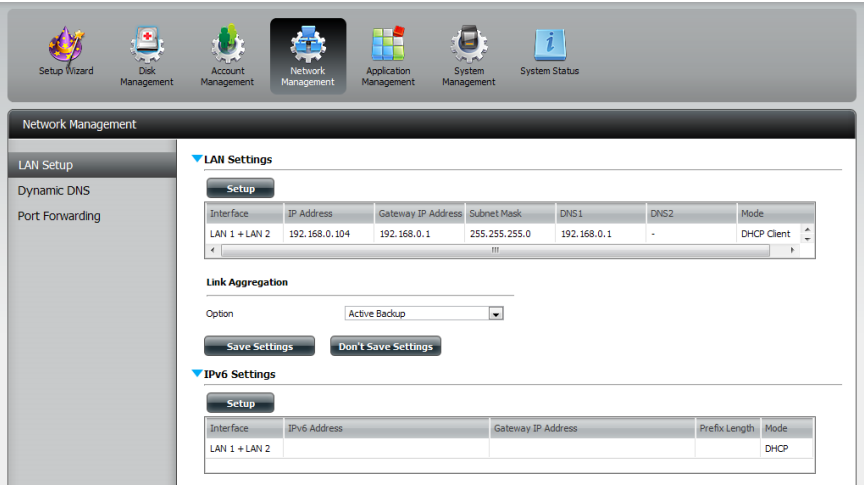 Setup Wizard
Disk Management
Account Management
Network Management
Application Management
System Management
System Status
Network Management
LAN Setup
Dynamic DNS
Port Forwarding
LAN Settings
Setup
Interface IP Address Gateway IP Address Subnet Mask DNS1 DNS2 Mode
LAN 1 + LAN 2 192.168.0.104 192.168.0.1 255.255.255.0 192.168.0.1 - DHCP Client
Link Aggregation
Option Active Backup
Save Settings Don't Save Settings
IPv6 Settings
Setup
Interface IPv6 Address Gateway IP Address Prefix Length Mode
LAN 1 + LAN 2 DHCP